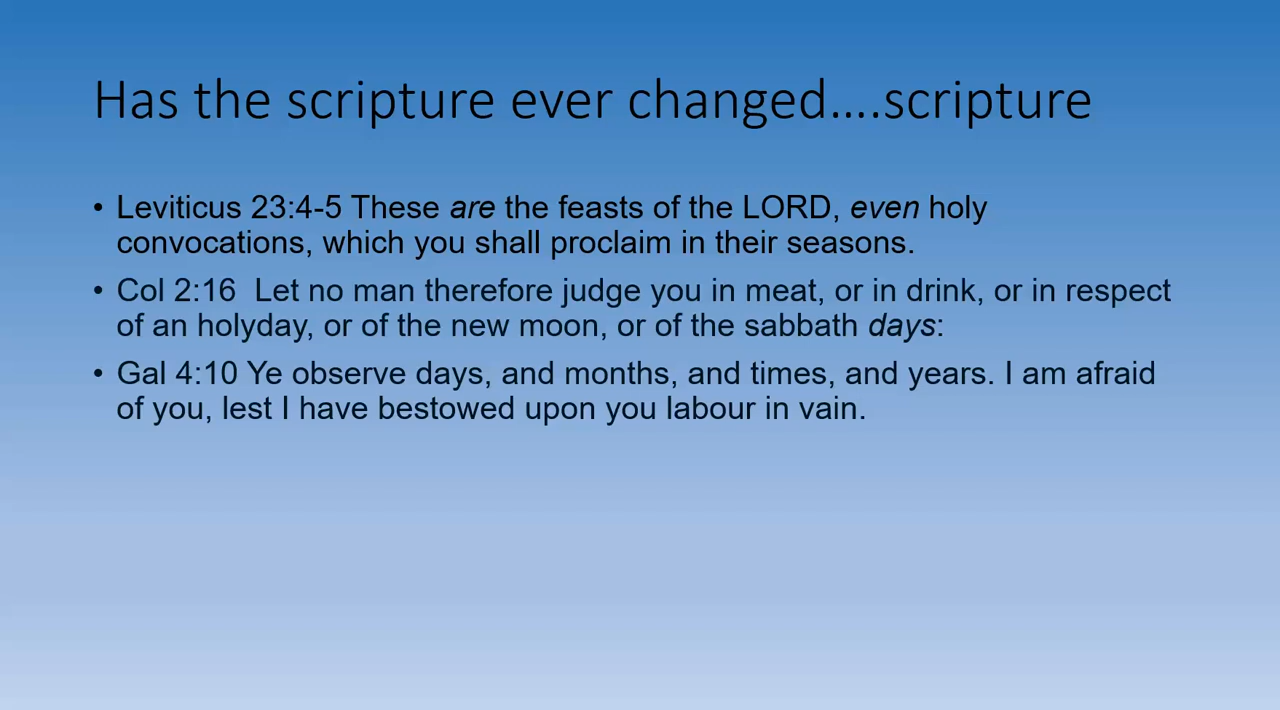 Has the scripture ever changed....scripture
• Leviticus 23:4-5 These are the feasts of the LORD, even holy
convocations, which you shall proclaim in their seasons.
• Col 2:16  Let no man therefore judge you in meat, or in drink, or in respect
of an holyday, or of the new moon, or of the sabbath days:
• Gal 4:10 Ye observe days, and months, and times, and years. I am afraid
of you, lest I have bestowed upon you labour in vain.